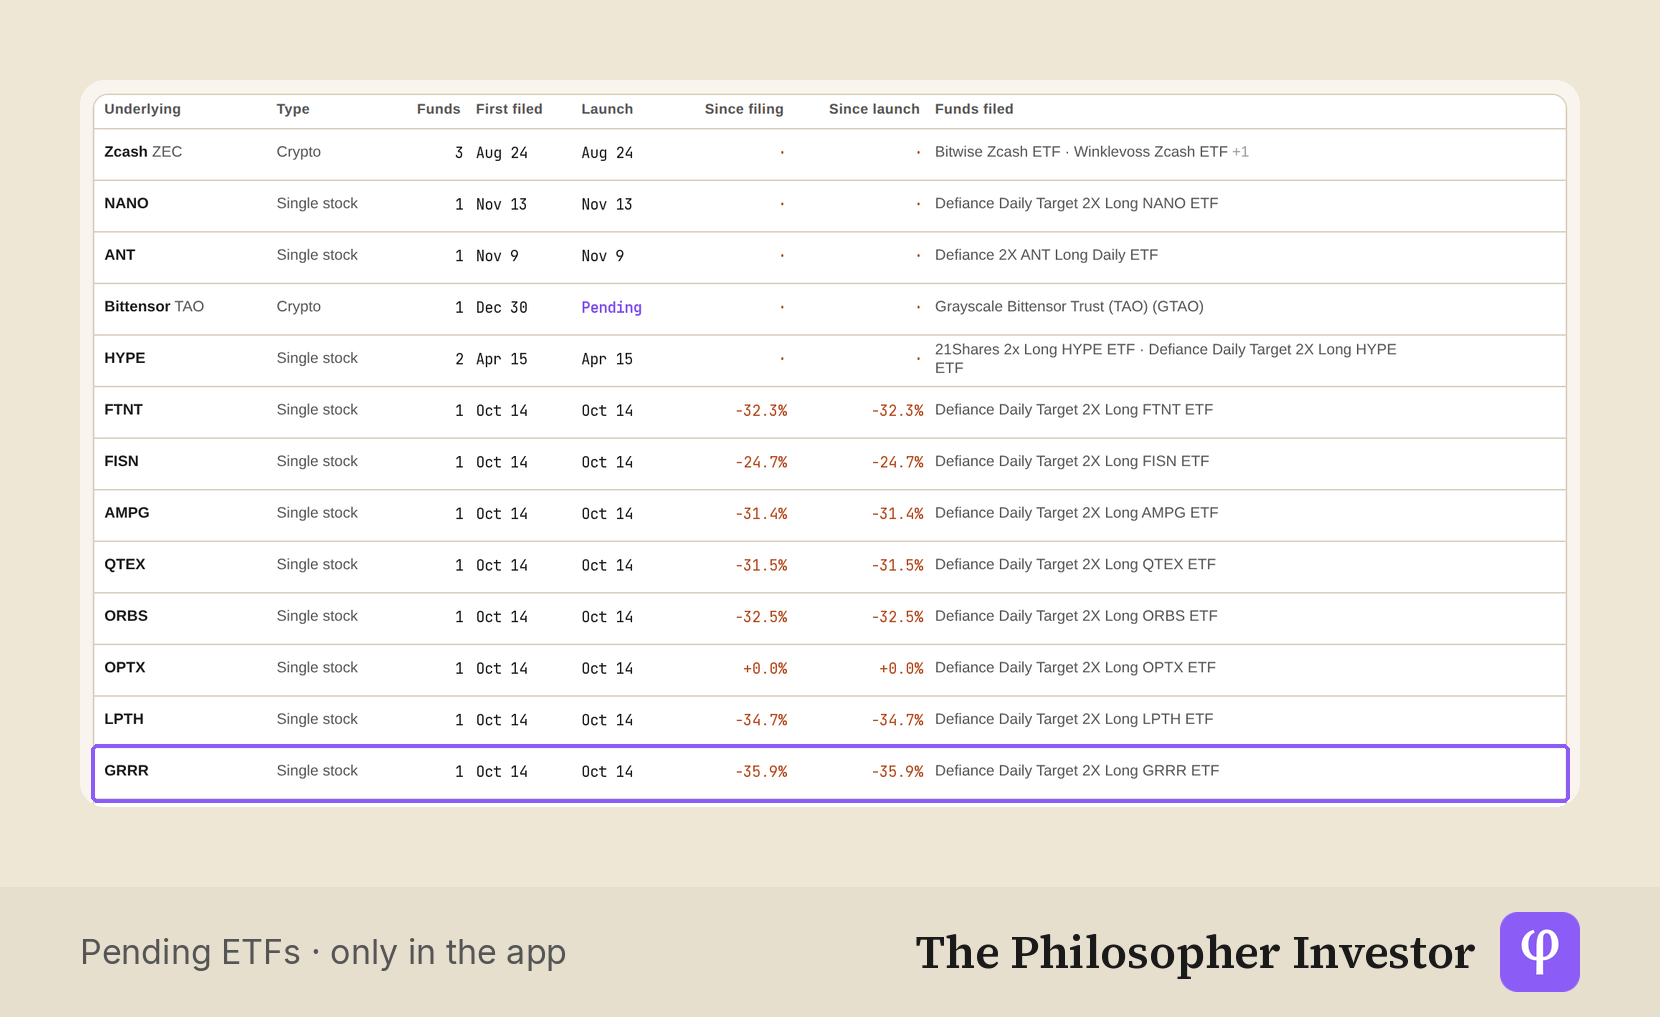 Underlying Type Funds First filed Launch Since filing Since launch Funds filed
Zcash ZEC Crypto 3 Aug 24 Aug 24 · · Bitwise Zcash ETF · Winklevoss Zcash ETF +1
NANO Single stock 1 Nov 13 Nov 13 · · Defiance Daily Target 2X Long NANO ETF
ANT Single stock 1 Nov 9 Nov 9 · · Defiance 2X ANT Long Daily ETF
Bittensor TAO Crypto 1 Dec 30 Pending · · Grayscale Bittensor Trust (TAO) (GTAO)
HYPE Single stock 2 Apr 15 Apr 15 · · 21Shares 2x Long HYPE ETF · Defiance Daily Target 2X Long HYPE
ETF
FTNT Single stock 1 Oct 14 Oct 14 -32.3% -32.3% Defiance Daily Target 2X Long FTNT ETF
FISN Single stock 1 Oct 14 Oct 14 -24.7% -24.7% Defiance Daily Target 2X Long FISN ETF
AMPG Single stock 1 Oct 14 Oct 14 -31.4% -31.4% Defiance Daily Target 2X Long AMPG ETF
QTEX Single stock 1 Oct 14 Oct 14 -31.5% -31.5% Defiance Daily Target 2X Long QTEX ETF
ORBS Single stock 1 Oct 14 Oct 14 -32.5% -32.5% Defiance Daily Target 2X Long ORBS ETF
OPTX Single stock 1 Oct 14 Oct 14 +0.0% +0.0% Defiance Daily Target 2X Long OPTX ETF
LPTH Single stock 1 Oct 14 Oct 14 -34.7% -34.7% Defiance Daily Target 2X Long LPTH ETF
GRRR Single stock 1 Oct 14 Oct 14 -35.9% -35.9% Defiance Daily Target 2X Long GRRR ETF
Pending ETFs · only in the app
The Philosopher Investor φ